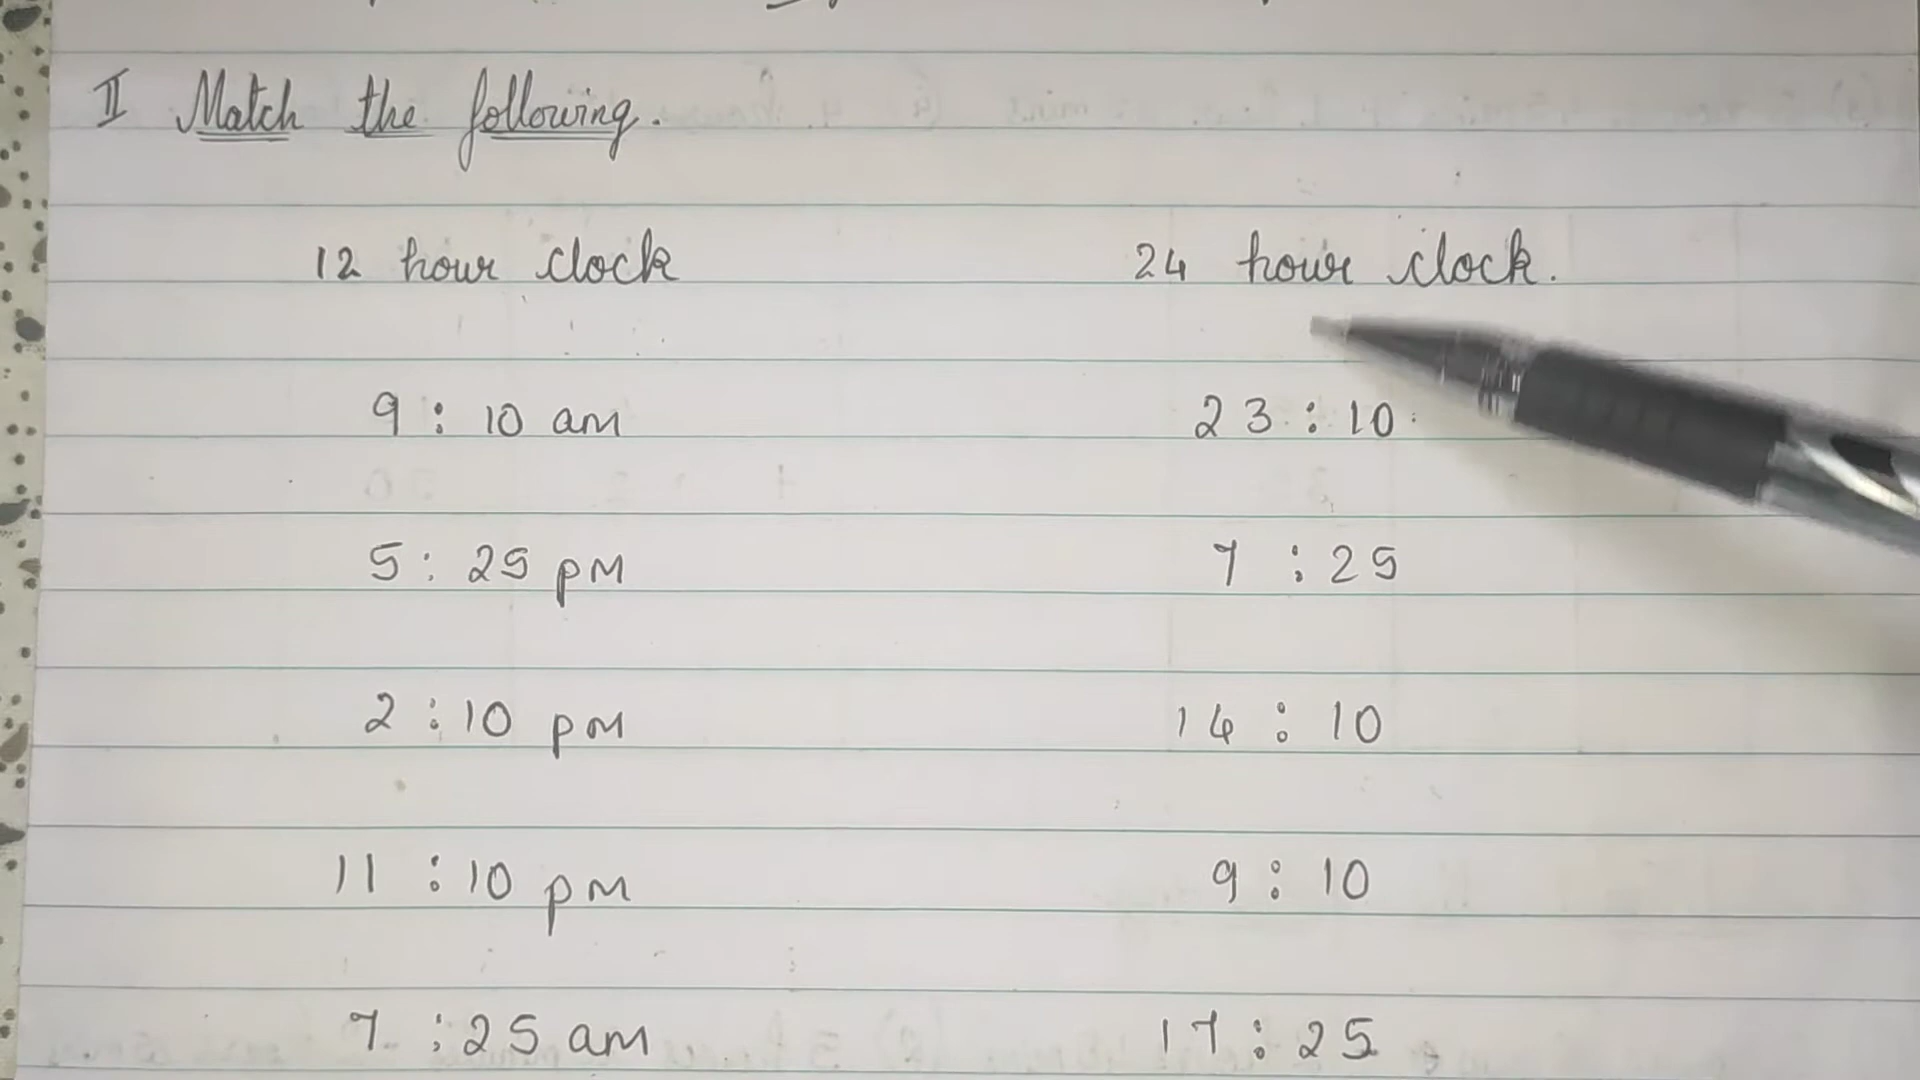 II Match the following.
12 hour clock 24 hour clock.
9 : 10 am 23 : 10
5 : 25 pm 7 : 25
2 : 10 pm 14 : 10
11 : 10 pm 9 : 10
7 : 25 am 17 : 25